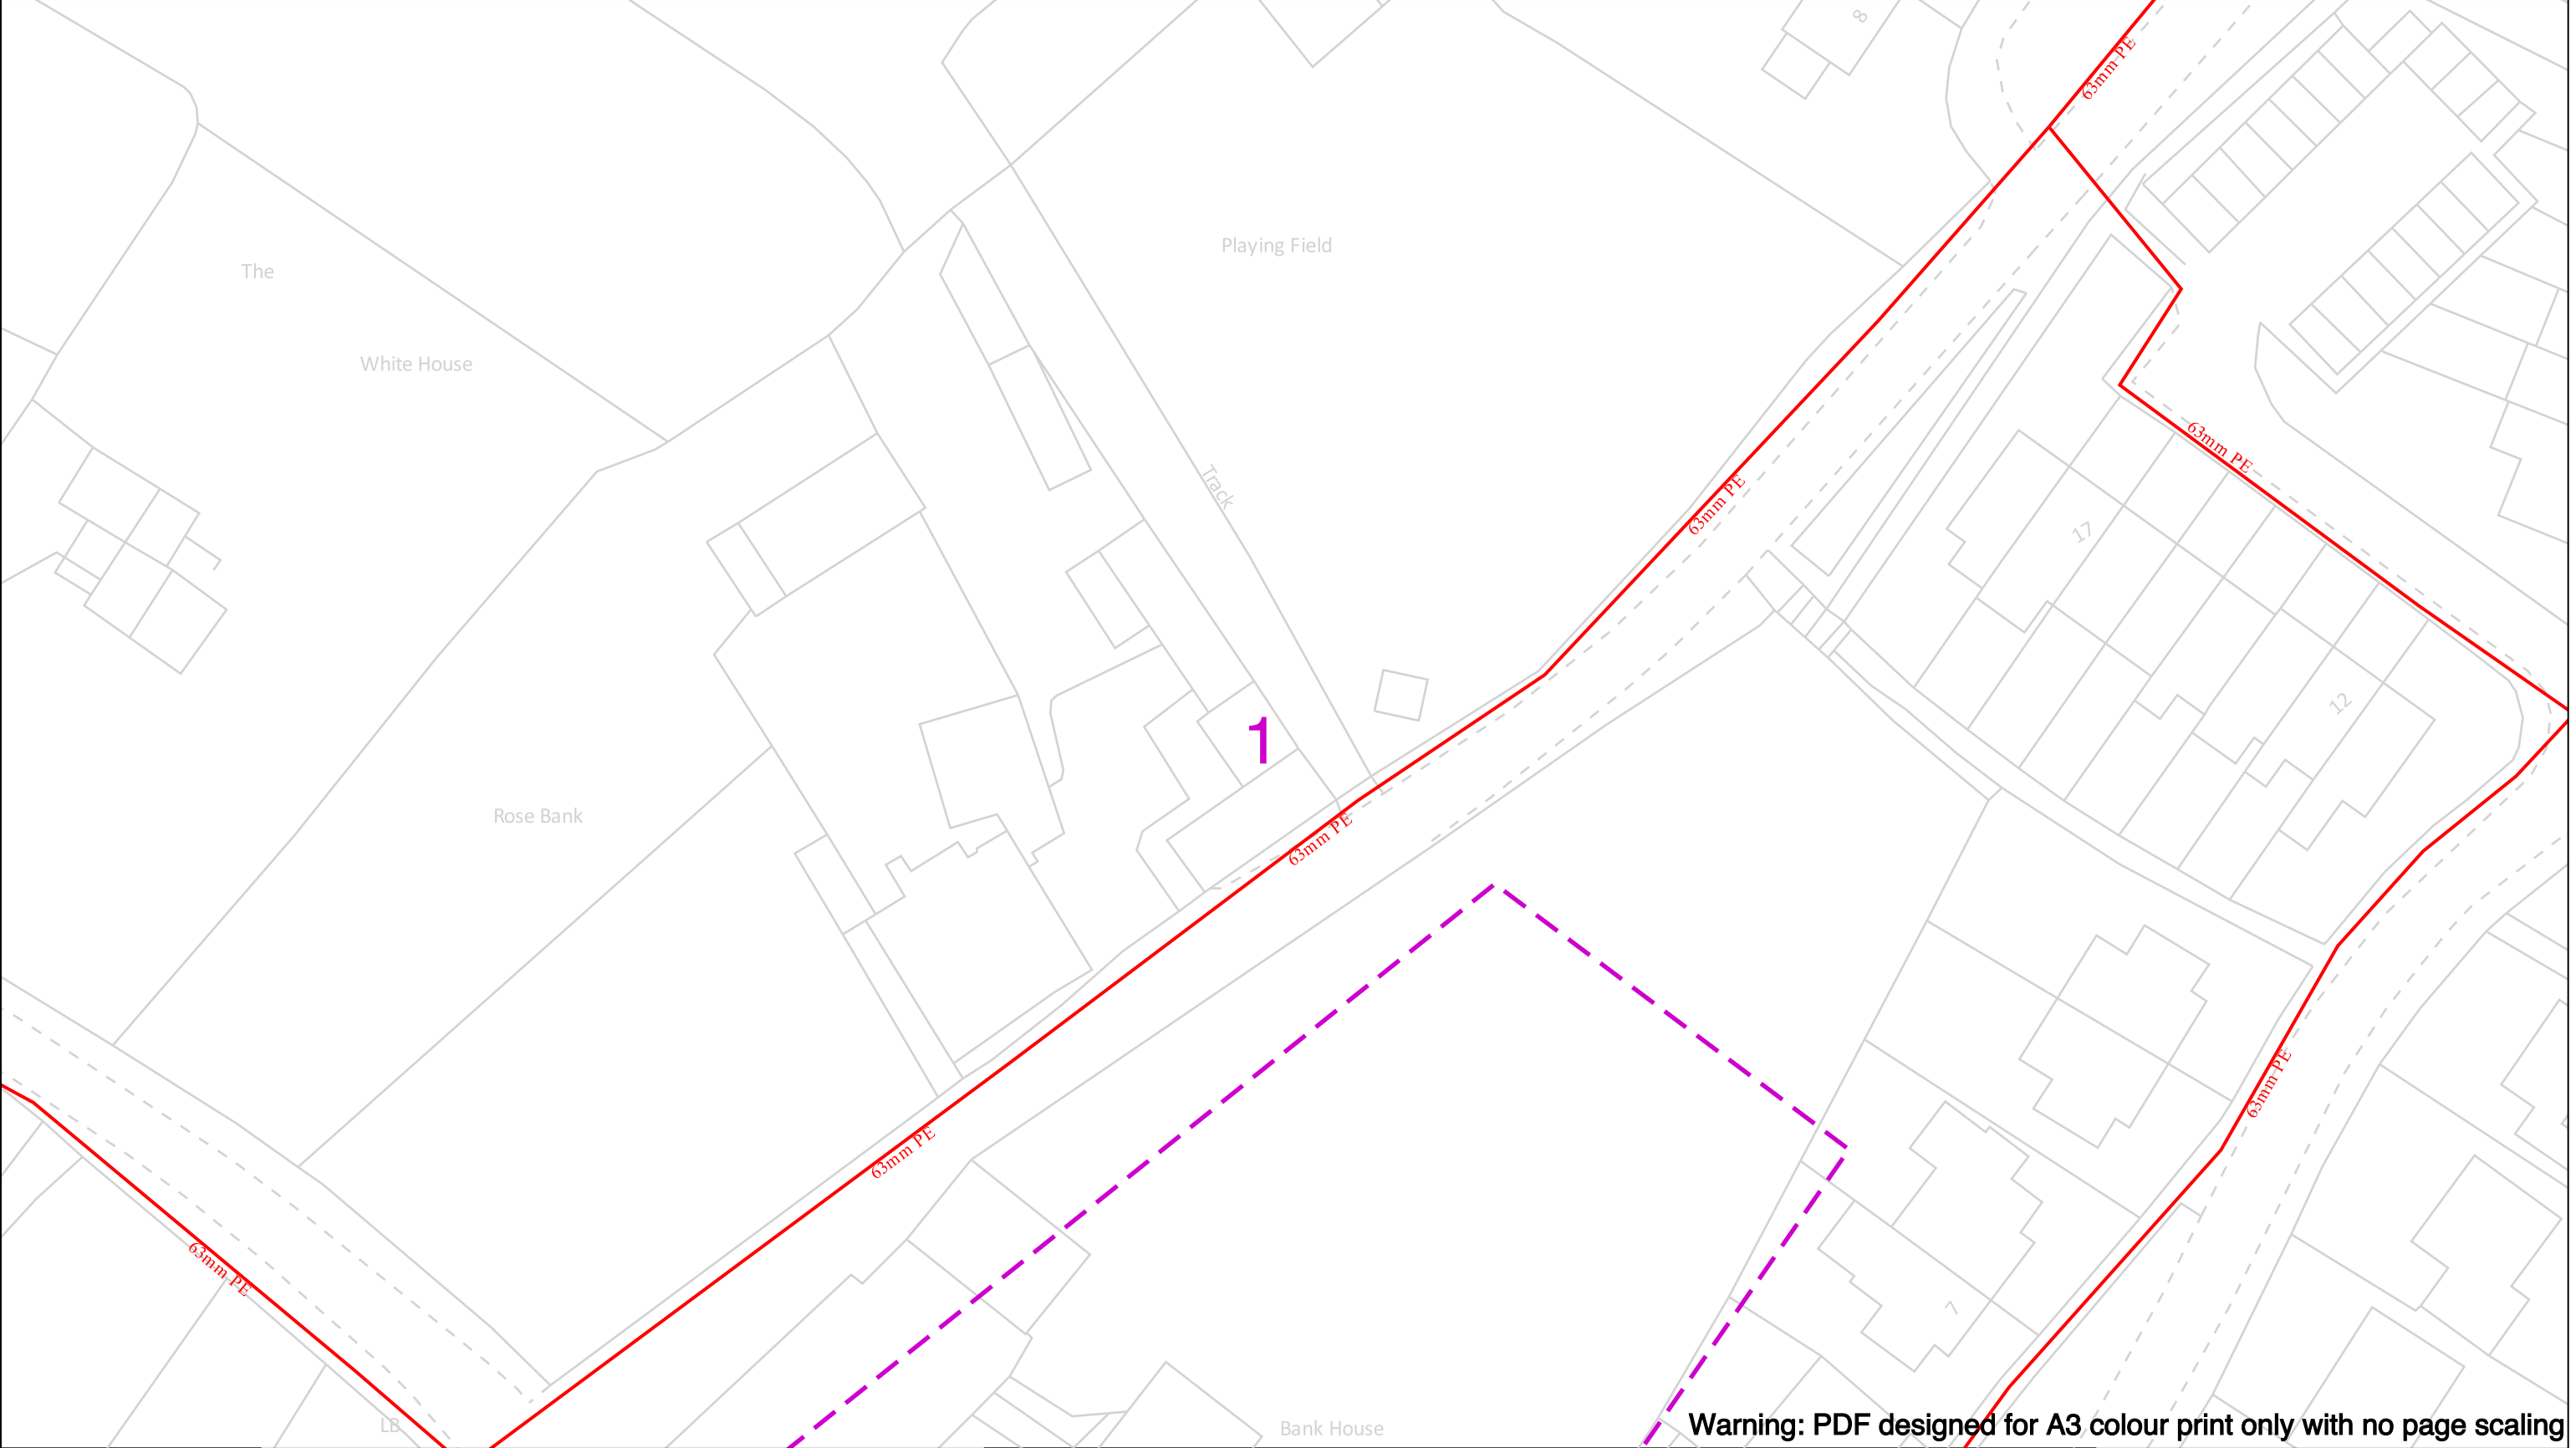 8
63mm PE
Playing Field
The
White House
63mm PE
Track
63mm PE
17
12
1
Rose Bank
63mm PE
63mm PE
63mm PE
63mm PE
7
LB
Bank House
Warning: PDF designed for A3 colour print only with no page scaling